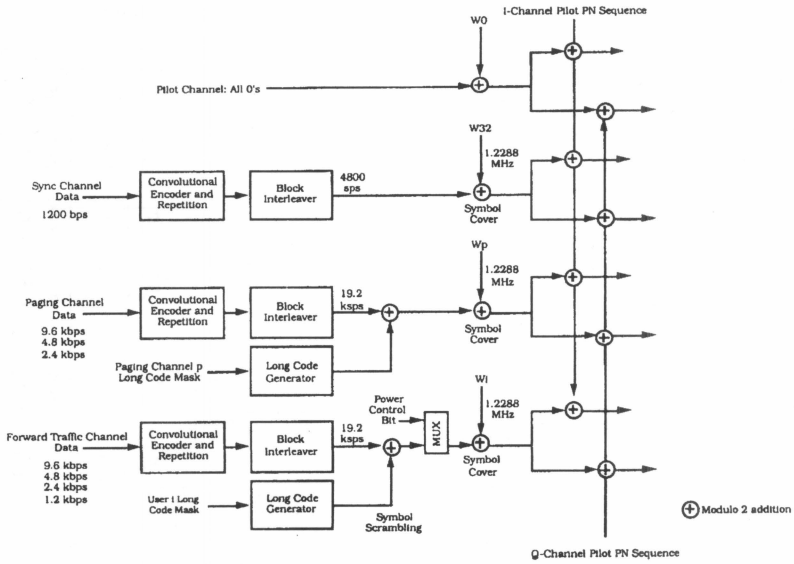 I-Channel Pilot PN Sequence
W0
Pilot Channel: All 0's
W32
1.2288
MHz
Sync Channel
Data
1200 bps
Convolutional
Encoder and
Repetition
Block
Interleaver
4800
sps
Symbol
Cover
Wp
1.2288
MHz
Paging Channel
Data
9.6 kbps
4.8 kbps
2.4 kbps
Convolutional
Encoder and
Repetition
Block
Interleaver
19.2
ksps
Symbol
Cover
Paging Channel p
Long Code Mask
Long Code
Generator
Wi
1.2288
MHz
Power
Control
Bit
MUX
Forward Traffic Channel
Data
9.6 kbps
4.8 kbps
2.4 kbps
1.2 kbps
Convolutional
Encoder and
Repetition
Block
Interleaver
19.2
ksps
Symbol
Cover
User i Long
Code Mask
Long Code
Generator
Symbol
Scrambling
Modulo 2 addition
Q-Channel Pilot PN Sequence